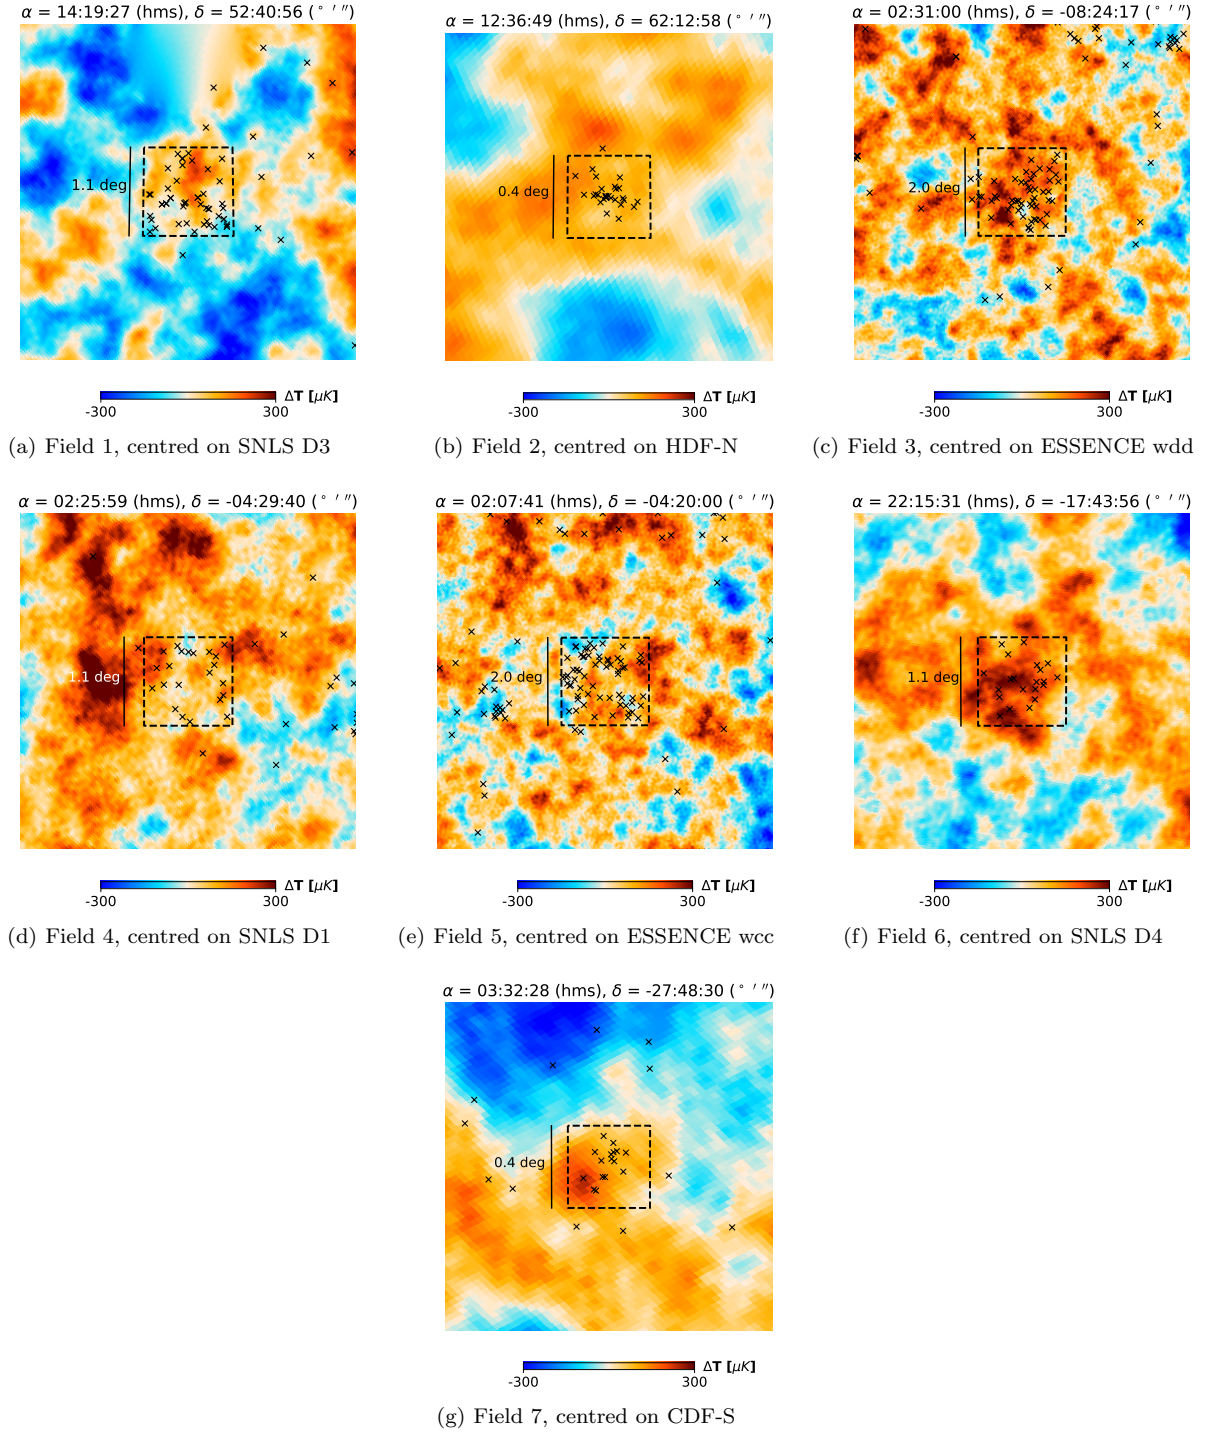 α = 14:19:27 (hms), δ = 52:40:56 (° ′ ″)
1.1 deg
-300 300 ΔT [μK]
(a) Field 1, centred on SNLS D3
α = 12:36:49 (hms), δ = 62:12:58 (° ′ ″)
0.4 deg
-300 300 ΔT [μK]
(b) Field 2, centred on HDF-N
α = 02:31:00 (hms), δ = -08:24:17 (° ′ ″)
2.0 deg
-300 300 ΔT [μK]
(c) Field 3, centred on ESSENCE wdd
α = 02:25:59 (hms), δ = -04:29:40 (° ′ ″)
1.1 deg
-300 300 ΔT [μK]
(d) Field 4, centred on SNLS D1
α = 02:07:41 (hms), δ = -04:20:00 (° ′ ″)
2.0 deg
-300 300 ΔT [μK]
(e) Field 5, centred on ESSENCE wcc
α = 22:15:31 (hms), δ = -17:43:56 (° ′ ″)
1.1 deg
-300 300 ΔT [μK]
(f) Field 6, centred on SNLS D4
α = 03:32:28 (hms), δ = -27:48:30 (° ′ ″)
0.4 deg
-300 300 ΔT [μK]
(g) Field 7, centred on CDF-S